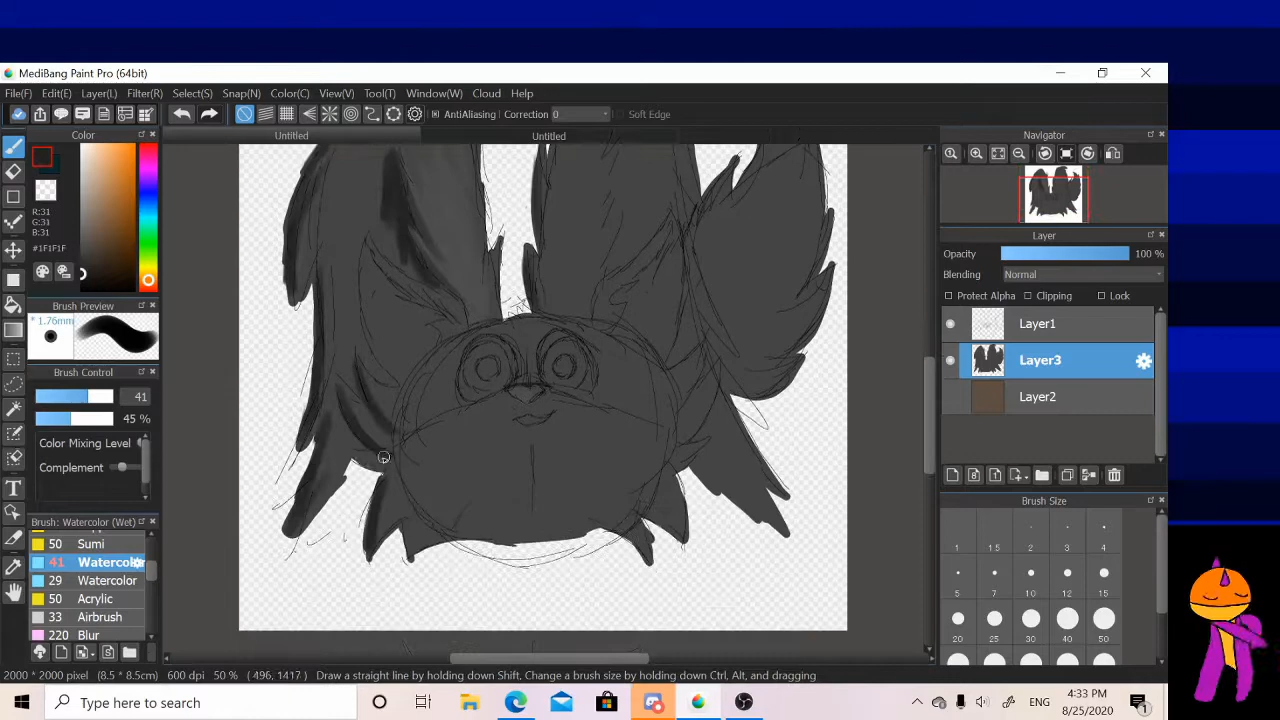 MediBang Paint Pro (64bit)
File(F) Edit(E) Layer(L) Filter(R) Select(S) Snap(N) Color(C) View(V) Tool(T) Window(W) Cloud Help
AntiAliasing Correction 0 Soft Edge
Color
Untitled Untitled
Navigator
R:31
G:31
B:31
#1F1F1F
Layer
Opacity 100 %
Blending Normal
Protect Alpha Clipping Lock
Brush Preview
* 1.76mm
Layer1
Layer3
Layer2
Brush Control
41
45 %
Color Mixing Level
Complement
Brush Size
Brush: Watercolor (Wet)
50 Sumi
41 Waterco
29 Watercolor
50 Acrylic
33 Airbrush
220 Blur
1 1.5 2 3 4
5 7 10 12 15
20 25 30 40 50
2000 * 2000 pixel (8.5 * 8.5cm) 600 dpi 50 % ( 496, 1417 ) Draw a straight line by holding down Shift, Change a brush size by holding down Ctrl, Alt, and dragging
Type here to search
ENG
4:33 PM
8/25/2020
1